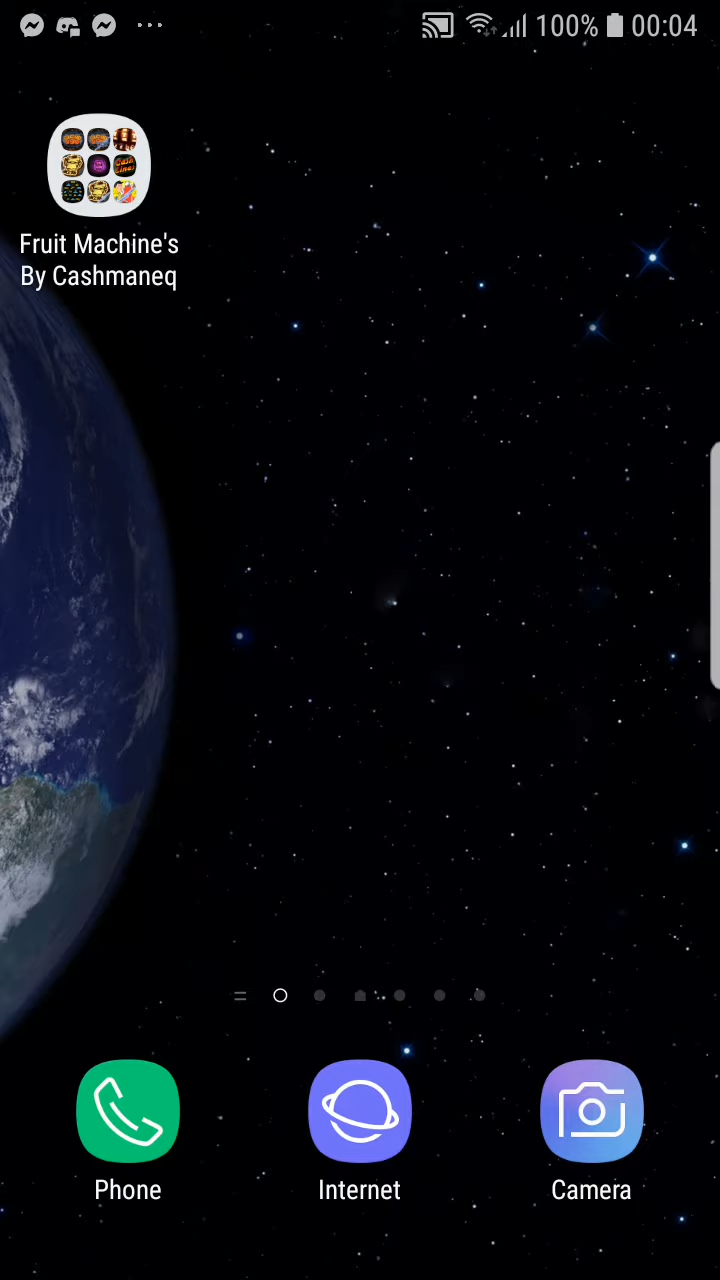 100% 00:04
Fruit Machine's
By Cashmaneq
Phone
Internet
Camera